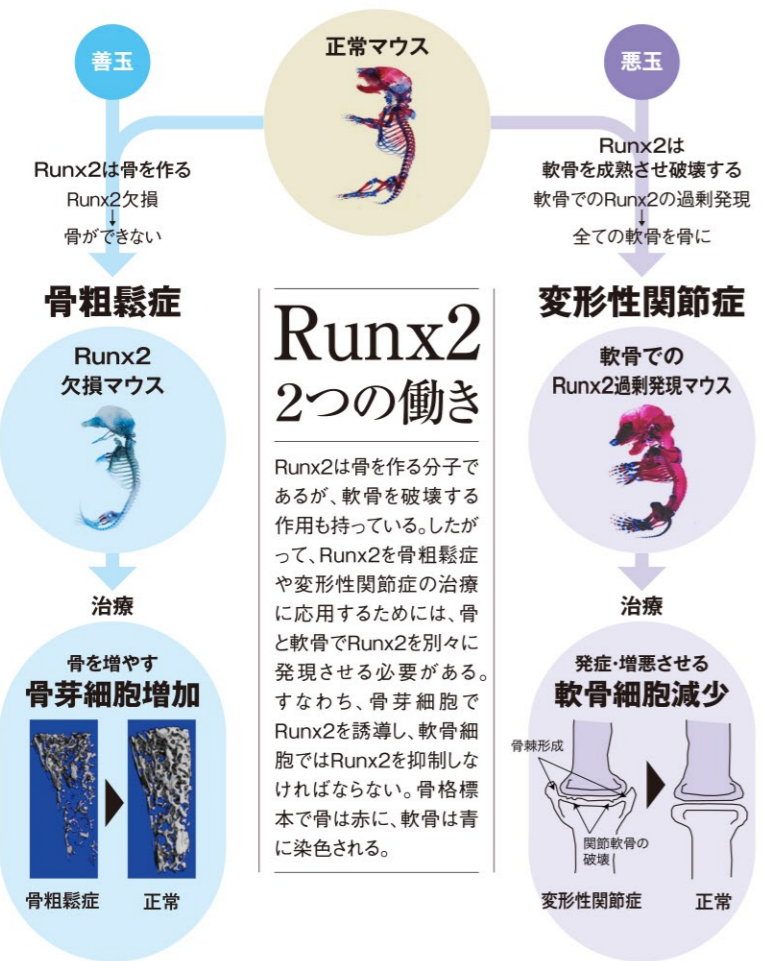 善玉
Runx2は骨を作る
Runx2欠損
↓
骨ができない
骨粗鬆症
Runx2
欠損マウス
治療
骨を増やす
骨芽細胞増加
骨粗鬆症
正常
正常マウス
Runx2
2つの働き
Runx2は骨を作る分子で
あるが、軟骨を破壊する
作用も持っている。したが
って、Runx2を骨粗鬆症
や変形性関節症の治療
に応用するためには、骨
と軟骨でRunx2を別々に
発現させる必要がある。
すなわち、骨芽細胞で
Runx2を誘導し、軟骨細
胞ではRunx2を抑制しな
ければならない。骨格標
本で骨は赤に、軟骨は青
に染色される。
悪玉
Runx2は
軟骨を成熟させ破壊する
軟骨でのRunx2の過剰発現
↓
全ての軟骨を骨に
変形性関節症
軟骨での
Runx2過剰発現マウス
治療
発症・増悪させる
軟骨細胞減少
骨棘形成
関節軟骨の
破壊
変形性関節症
正常